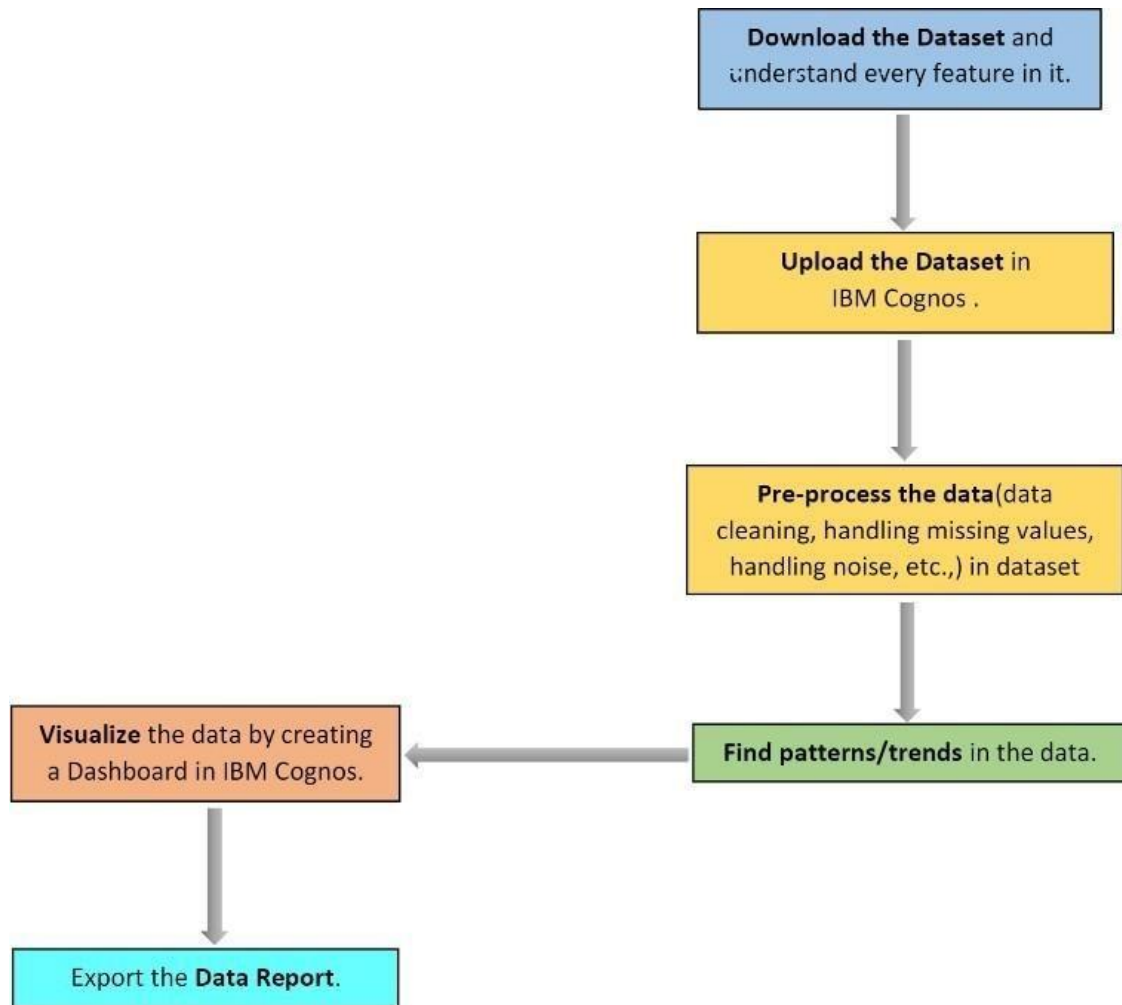 Download the Dataset and
understand every feature in it.
Upload the Dataset in
IBM Cognos .
Pre-process the data(data
cleaning, handling missing values,
handling noise, etc.,) in dataset
Find patterns/trends in the data.
Visualize the data by creating
a Dashboard in IBM Cognos.
Export the Data Report.